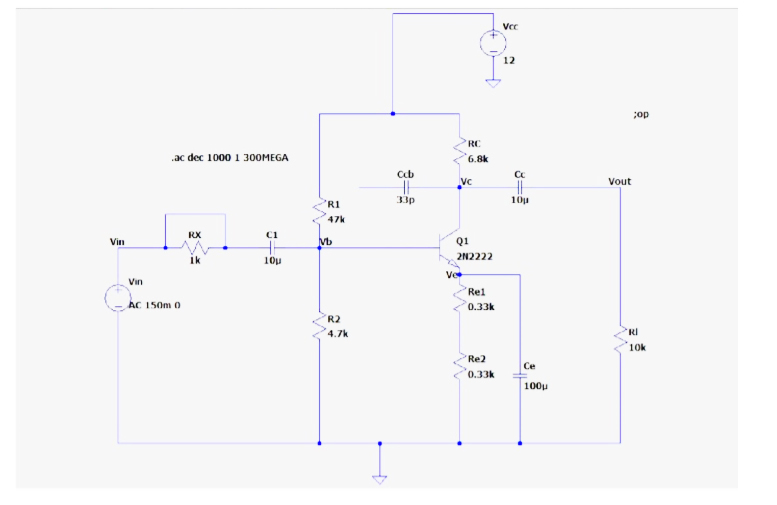 Vcc
12
;op
RC
6.8k
.ac dec 1000 1 300MEGA
Ccb
33p
Vc
Cc
10µ
Vout
R1
47k
Vin
RX
1k
C1
10µ
Vb
Q1
2N2222
Ve
Vin
AC 150m 0
Re1
0.33k
R2
4.7k
Rl
10k
Re2
0.33k
Ce
100µ